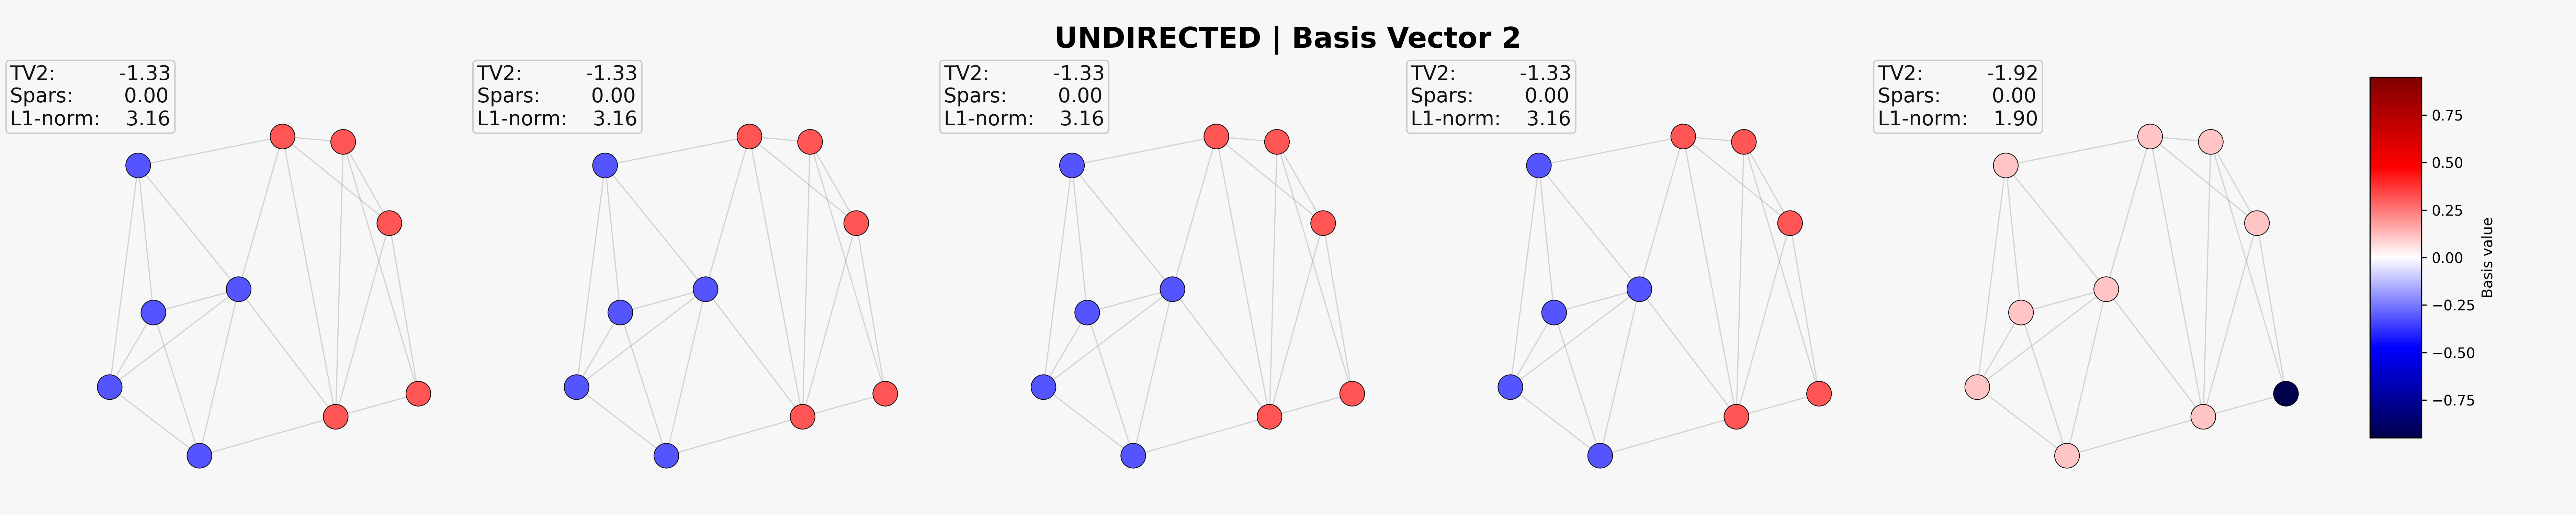 UNDIRECTED | Basis Vector 2
TV2: -1.33
Spars: 0.00
L1-norm: 3.16
TV2: -1.33
Spars: 0.00
L1-norm: 3.16
TV2: -1.33
Spars: 0.00
L1-norm: 3.16
TV2: -1.33
Spars: 0.00
L1-norm: 3.16
TV2: -1.92
Spars: 0.00
L1-norm: 1.90
0.75
0.50
0.25
0.00
−0.25
−0.50
−0.75
Basis value